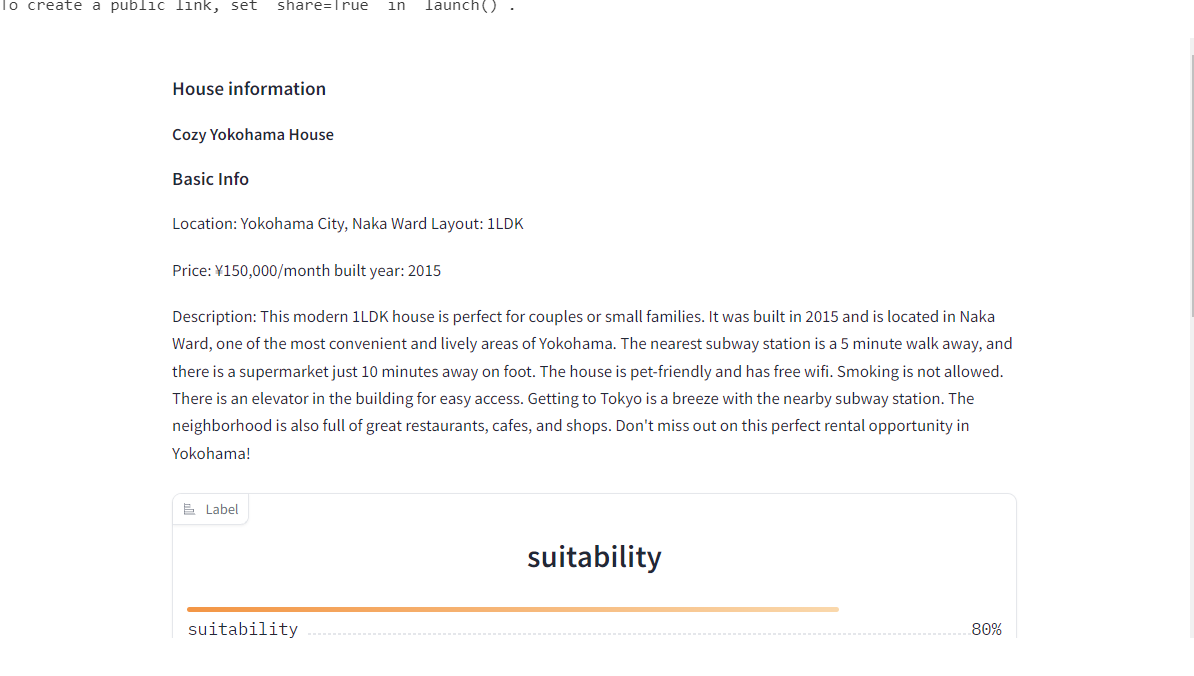 To create a public link, set `share=True` in `launch()`.
House information
Cozy Yokohama House
Basic Info
Location: Yokohama City, Naka Ward Layout: 1LDK
Price: ¥150,000/month built year: 2015
Description: This modern 1LDK house is perfect for couples or small families. It was built in 2015 and is located in Naka
Ward, one of the most convenient and lively areas of Yokohama. The nearest subway station is a 5 minute walk away, and
there is a supermarket just 10 minutes away on foot. The house is pet-friendly and has free wifi. Smoking is not allowed.
There is an elevator in the building for easy access. Getting to Tokyo is a breeze with the nearby subway station. The
neighborhood is also full of great restaurants, cafes, and shops. Don't miss out on this perfect rental opportunity in
Yokohama!
Label
suitability
suitability 80%